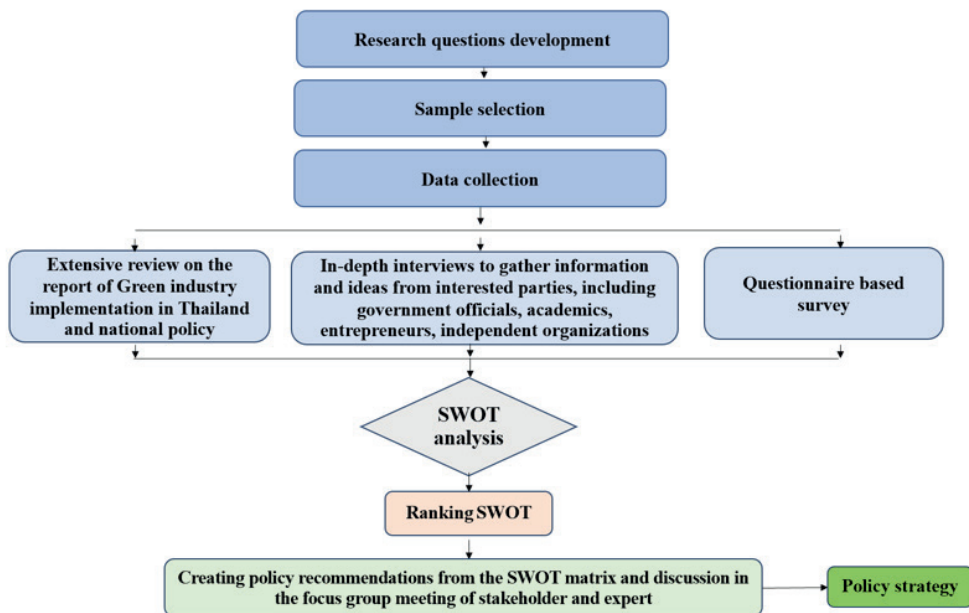 Research questions development
Sample selection
Data collection
Extensive review on the
report of Green industry
implementation in Thailand
and national policy
In-depth interviews to gather information
and ideas from interested parties, including
government officials, academics,
entrepreneurs, independent organizations
Questionnaire based
survey
SWOT
analysis
Ranking SWOT
Creating policy recommendations from the SWOT matrix and discussion in
the focus group meeting of stakeholder and expert
Policy strategy